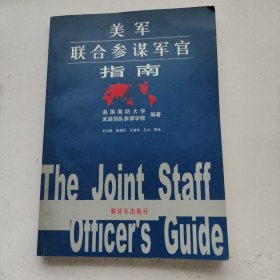 美军
联合参谋军官
指南
美国国防大学
武装部队参谋学院
编著
The Joint Staff
解放军出版社
Officer's Guide